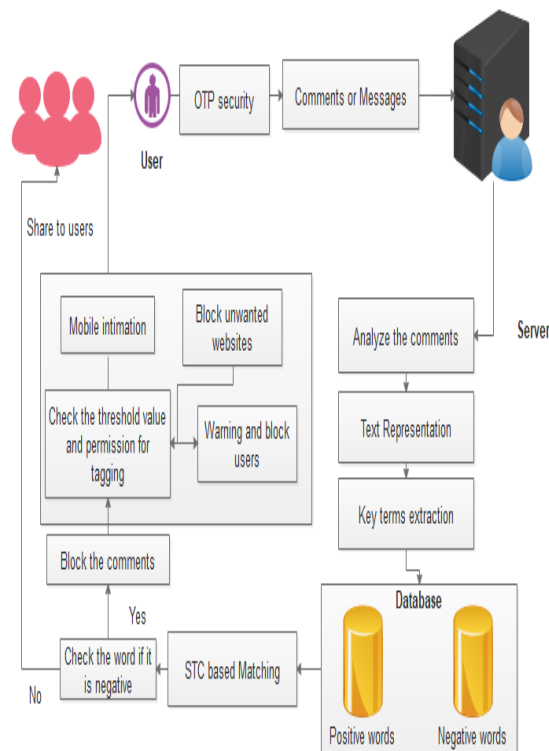 OTP security
Comments or Messages
User
Share to users
Server
Mobile intimation
Block unwanted
websites
Check the threshold value
and permission for
tagging
Warning and block
users
Analyze the comments
Text Representation
Key terms extraction
Block the comments
Database
Yes
Check the word if it
is negative
STC based Matching
No
Positive words
Negative words